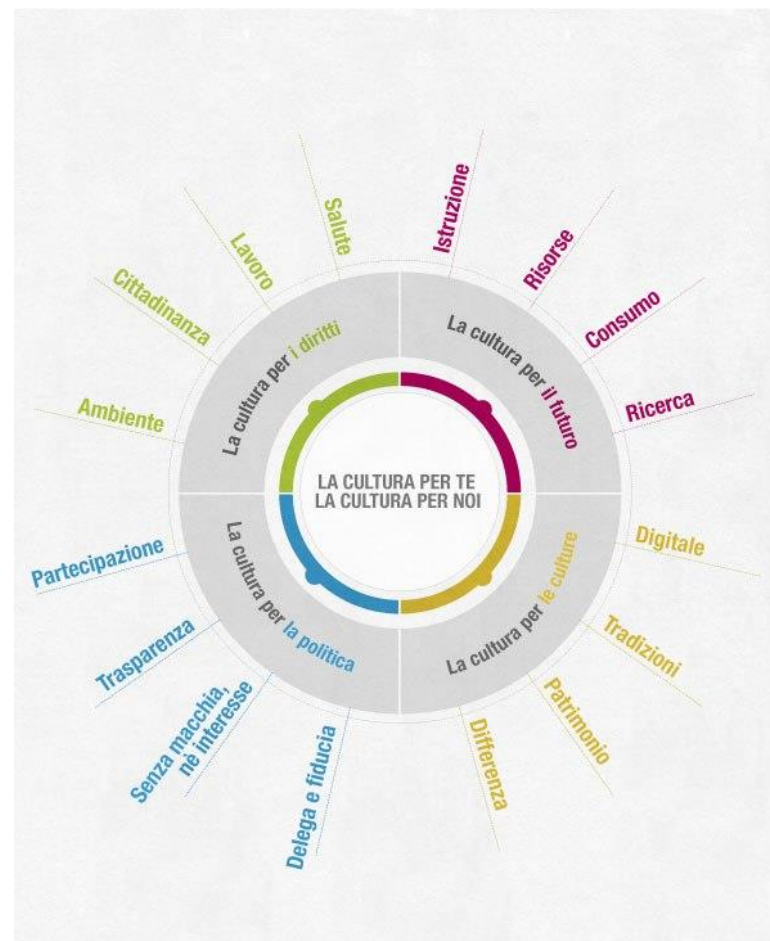 LA CULTURA PER TE
LA CULTURA PER NOI
La cultura per i diritti
Ambiente
Cittadinanza
Lavoro
Salute
La cultura per il futuro
Istruzione
Risorse
Consumo
Ricerca
La cultura per le culture
Digitale
Tradizioni
Patrimonio
Differenza
La cultura per la politica
Delega e fiducia
Senza macchia,
nè interesse
Trasparenza
Partecipazione